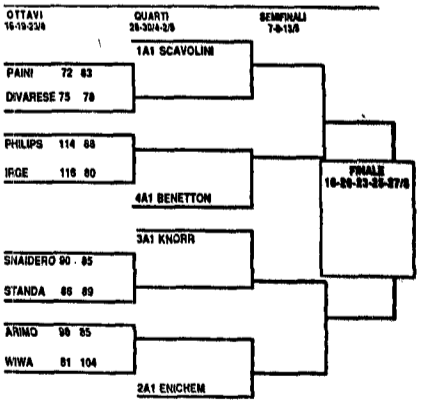 OTTAVI QUARTI SEMIFINALI
16-19-23/4 28-30/4-2/5 7-9-13/5
1A1 SCAVOLINI
PAINI 72 83
DIVARESE 75 78
PHILIPS 114 88
IRGE 116 80
4A1 BENETTON
FINALE
3A1 KNORR
SNAIDERO 90 85
STANDA 86 89
ARIMO 98 85
WIWA 81 104
2A1 ENICHEM